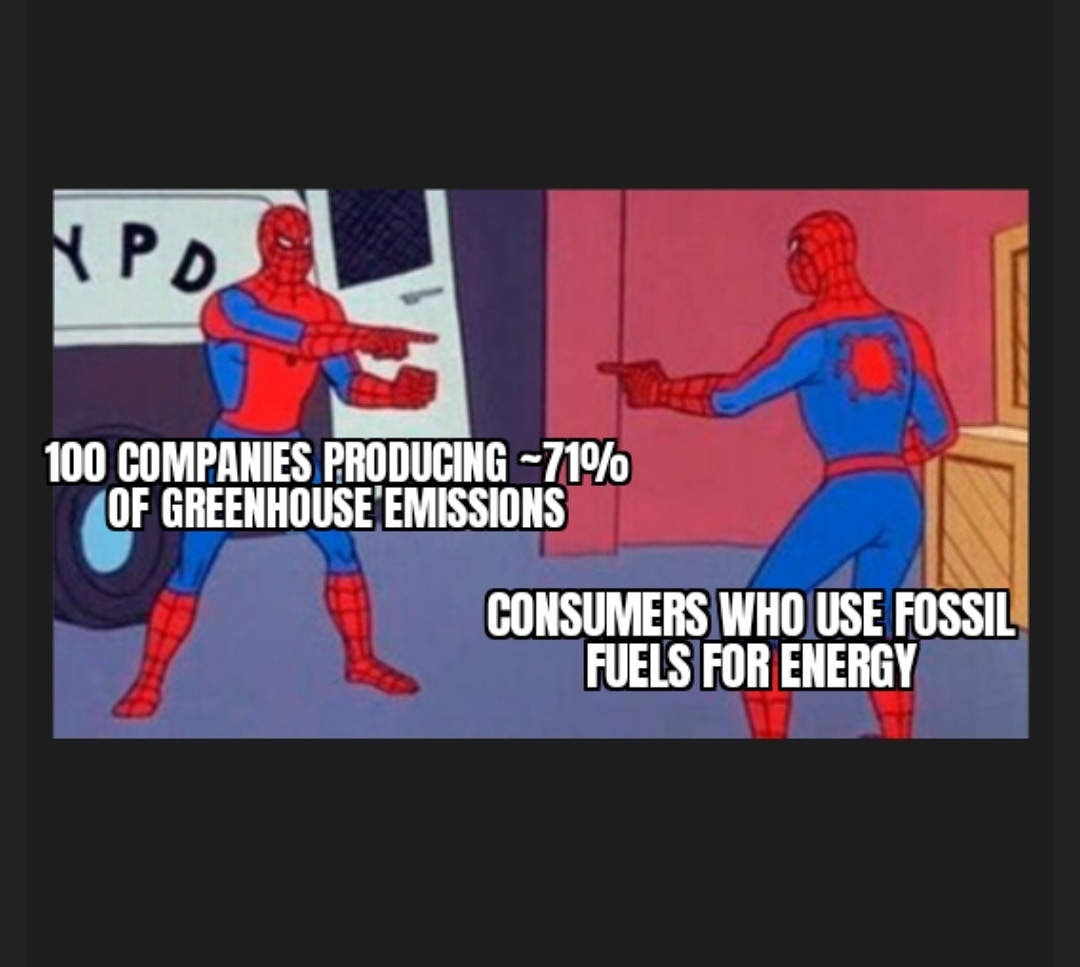 YPD
100 COMPANIES PRODUCING ~71%
OF GREENHOUSE EMISSIONS
CONSUMERS WHO USE FOSSIL
FUELS FOR ENERGY